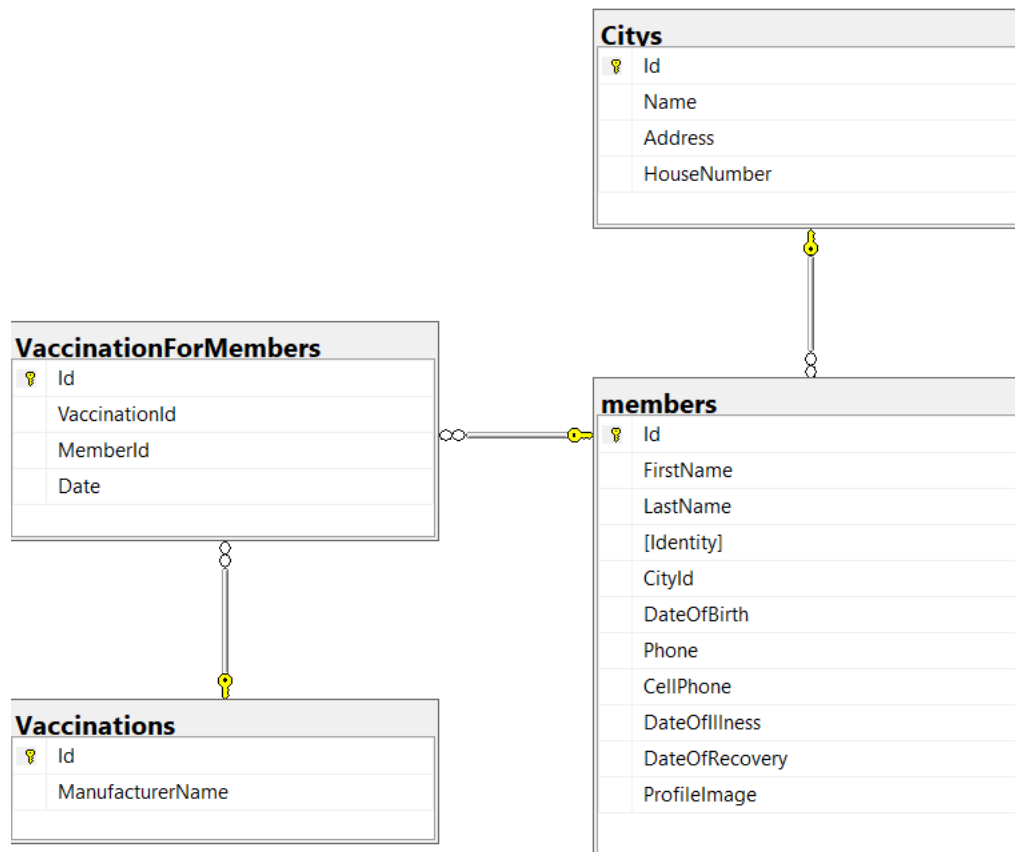 Citys
Id
Name
Address
HouseNumber
VaccinationForMembers
Id
VaccinationId
MemberId
Date
members
Id
FirstName
LastName
[Identity]
CityId
DateOfBirth
Phone
CellPhone
DateOfIllness
DateOfRecovery
ProfileImage
Vaccinations
Id
ManufacturerName